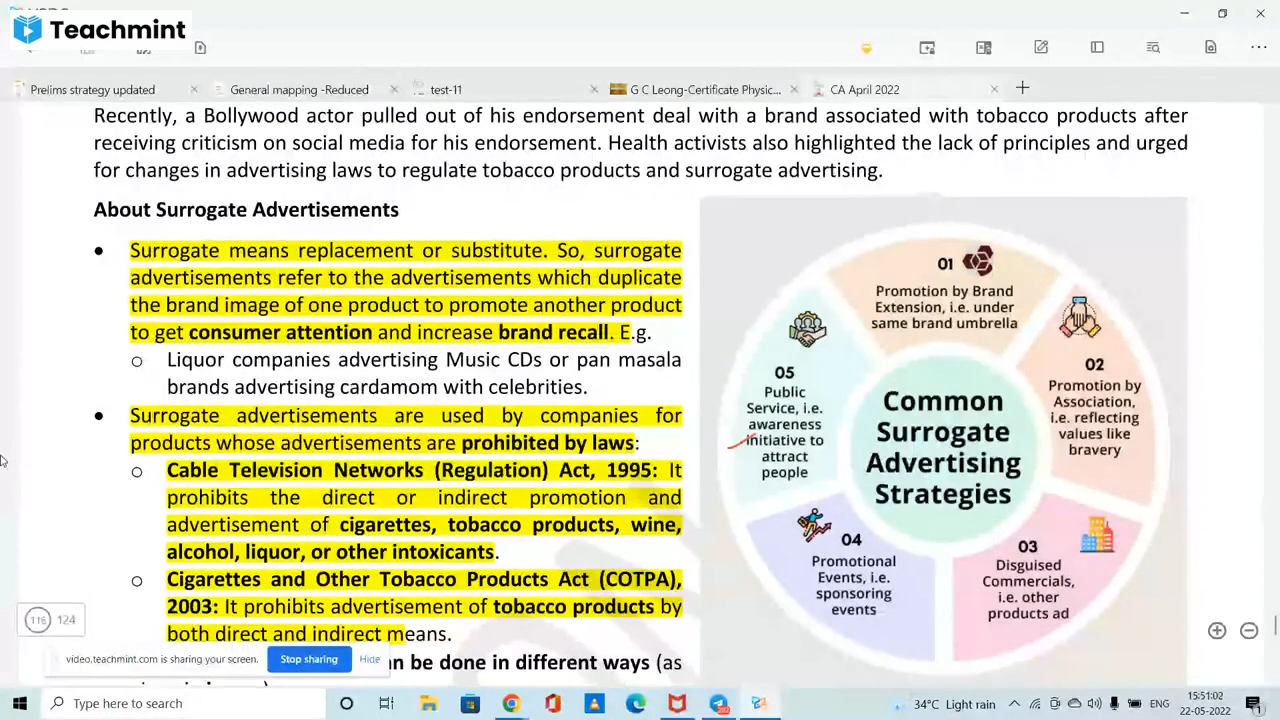 Teachmint
Prelims strategy updated
General mapping -Reduced
test-11
G C Leong-Certificate Physic...
CA April 2022
Recently, a Bollywood actor pulled out of his endorsement deal with a brand associated with tobacco products after
receiving criticism on social media for his endorsement. Health activists also highlighted the lack of principles and urged
for changes in advertising laws to regulate tobacco products and surrogate advertising.
About Surrogate Advertisements
• Surrogate means replacement or substitute. So, surrogate
advertisements refer to the advertisements which duplicate
the brand image of one product to promote another product
to get consumer attention and increase brand recall. E.g.
o Liquor companies advertising Music CDs or pan masala
brands advertising cardamom with celebrities.
• Surrogate advertisements are used by companies for
products whose advertisements are prohibited by laws:
o Cable Television Networks (Regulation) Act, 1995: It
prohibits the direct or indirect promotion and
advertisement of cigarettes, tobacco products, wine,
alcohol, liquor, or other intoxicants.
o Cigarettes and Other Tobacco Products Act (COTPA),
2003: It prohibits advertisement of tobacco products by
both direct and indirect means.
an be done in different ways (as
01
Promotion by Brand
Extension, i.e. under
same brand umbrella
02
Promotion by
Association,
i.e. reflecting
values like
bravery
03
Disguised
Commercials,
i.e. other
products ad
04
Promotional
Events, i.e.
sponsoring
events
05
Public
Service, i.e.
awareness
initiative to
attract
people
Common
Surrogate
Advertising
Strategies
116 124
video.teachmint.com is sharing your screen.
Stop sharing
Hide
Type here to search
34°C Light rain
ENG
15:51:02
22-05-2022